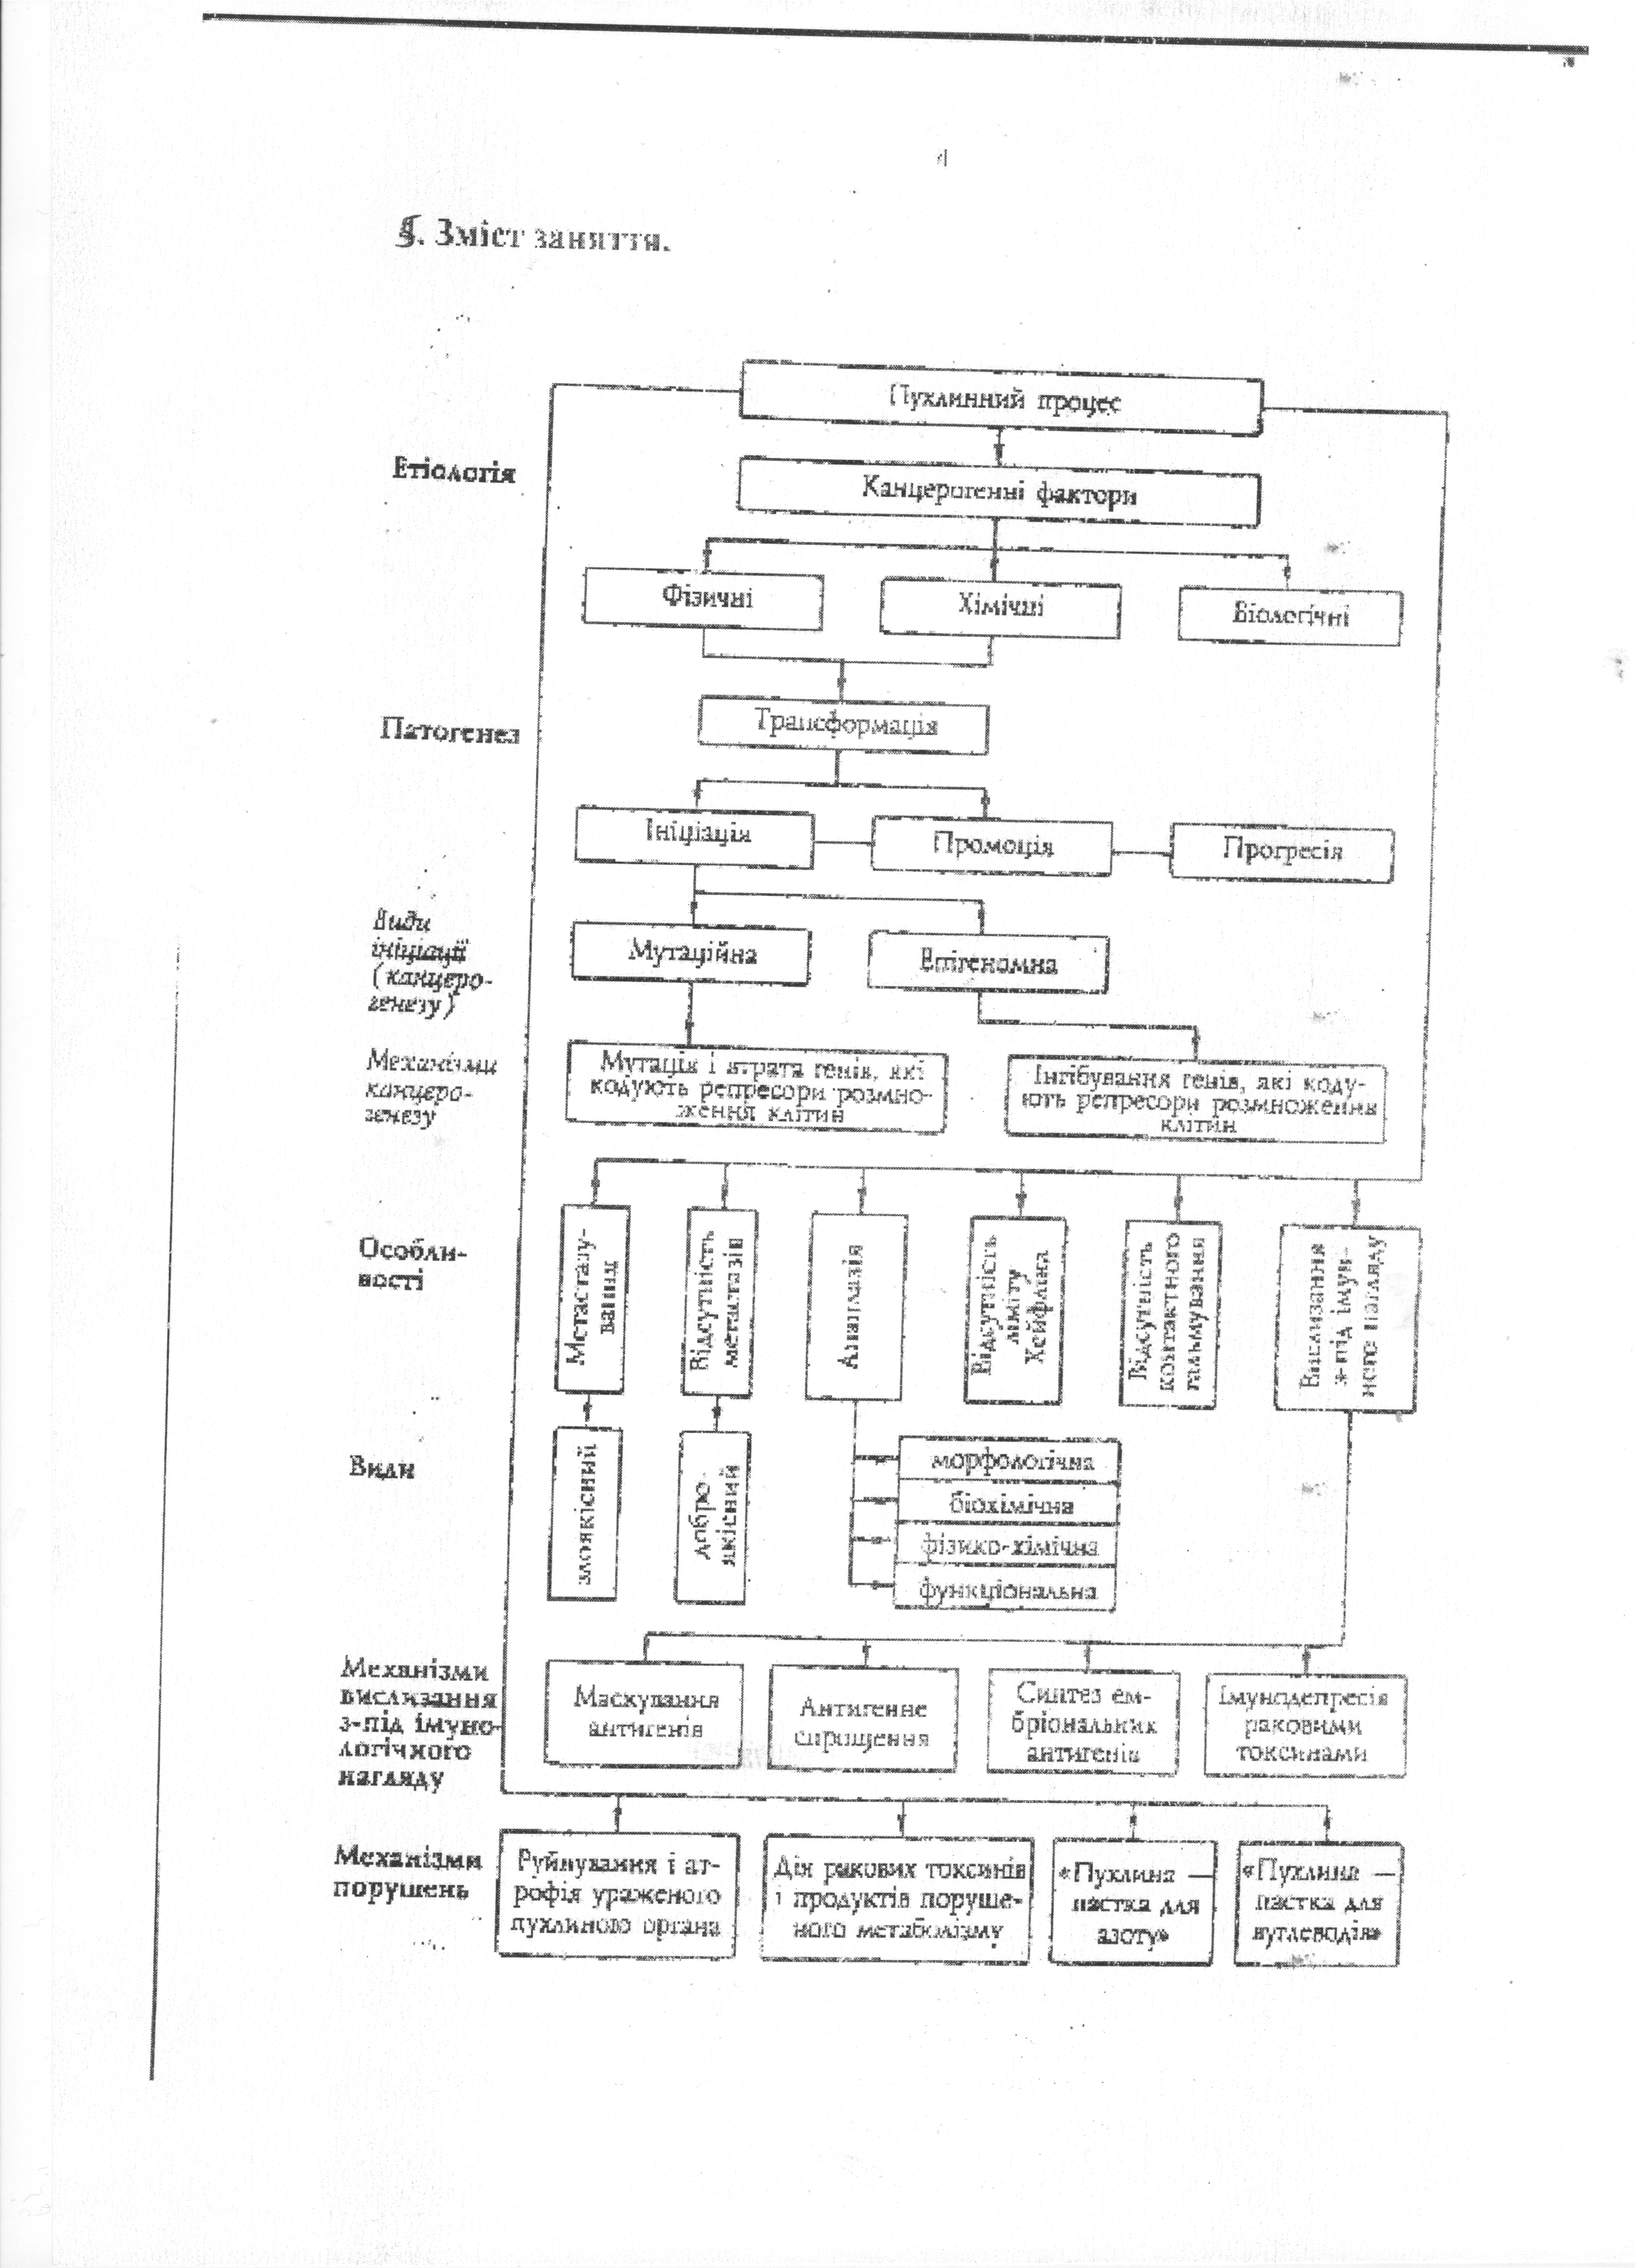 4
§. Зміст заняття.
Пухлинний процес
Етіологія
Канцерогенні фактори
Фізичні
Хімічні
Біологічні
Патогенез
Трансформація
Ініціація
Промоція
Прогресія
Види
ініціації
(канцеро-
генезу)
Мутаційна
Епігеномна
Механізми
канцеро-
генезу
Мутація і втрата генів, які
кодують репресори розмно-
ження клітин
Інгібування генів, які коду-
ють репресори розмноження
клітин
Особли-
вості
Метастазу-
вання
Відсутність
метастазів
Анаплазія
Відсутність
ліміту
Хейфліка
Відсутність
контактного
гальмування
Вислизання
з-під імун-
ного нагляду
Види
злоякісний
добро-
якісний
морфологічна
біохімічна
фізико-хімічна
функціональна
Механізми
вислизання
з-під імуно-
логічного
нагляду
Маскування
антигенів
Антигенне
спрощення
Синтез ем-
бріональних
антигенів
Імунодепресія
раковими
токсинами
Механізми
порушень
Руйнування і ат-
рофія ураженого
пухлиною органа
Дія ракових токсинів
і продуктів поруше-
ного метаболізму
«Пухлина —
пастка для
азоту»
«Пухлина —
пастка для
вуглеводів»